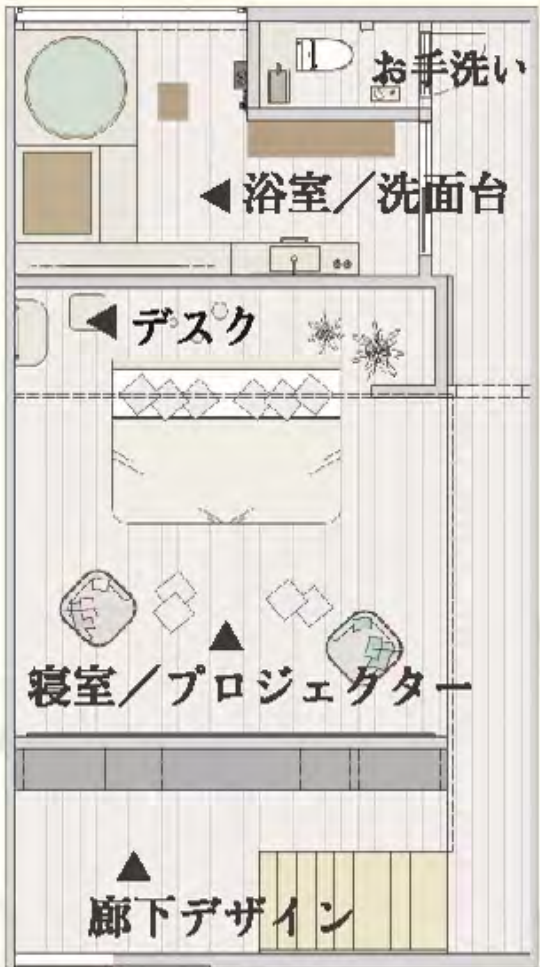 お手洗い
◀浴室／洗面台
◀デスク
▲
寝室／プロジェクター
▲
廊下デザイン